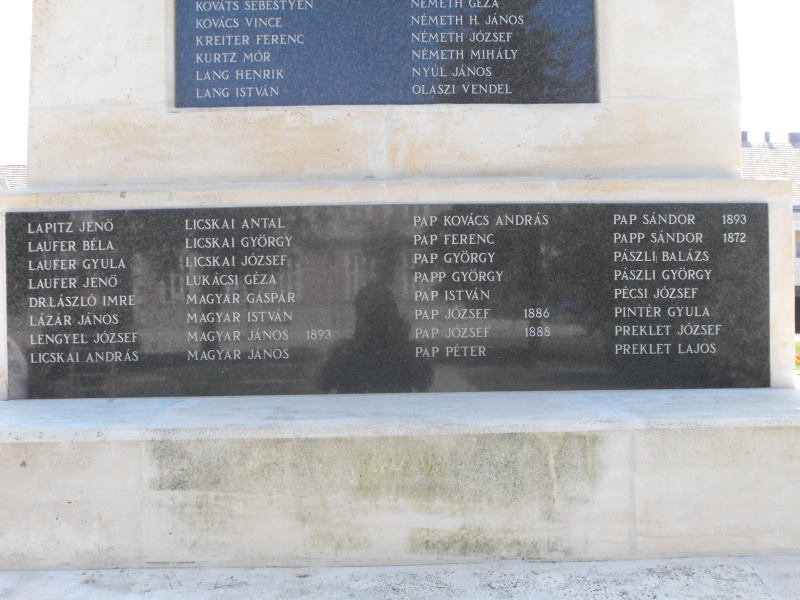 KOVÁTS SEBESTYÉN
KOVÁCS VINCE
KREITER FERENC
KURTZ MÓR
LANG HENRIK
LANG ISTVÁN
NÉMETH GÉZA
NÉMETH H. JÁNOS
NÉMETH JÓZSEF
NÉMETH MIHÁLY
NYÚL JÁNOS
OLASZI VENDEL
LAPITZ JENŐ
LAUFER BÉLA
LAUFER GYULA
LAUFER JENŐ
DR. LÁSZLÓ IMRE
LÁZÁR JÁNOS
LENGYEL JÓZSEF
LICSKAI ANDRÁS
LICSKAI ANTAL
LICSKAI GYÖRGY
LICSKAI JÓZSEF
LUKÁCSI GÉZA
MAGYAR GÁSPÁR
MAGYAR ISTVÁN
MAGYAR JÁNOS 1893
MAGYAR JÁNOS
PAP KOVÁCS ANDRÁS
PAP FERENC
PAP GYÖRGY
PAPP GYÖRGY
PAP ISTVÁN
PAP JÓZSEF 1886
PAP JÓZSEF 1888
PAP PÉTER
PAP SÁNDOR 1893
PAPP SÁNDOR 1872
PÁSZLI BALÁZS
PÁSZLI GYÖRGY
PÉCSI JÓZSEF
PINTÉR GYULA
PREKLET JÓZSEF
PREKLET LAJOS